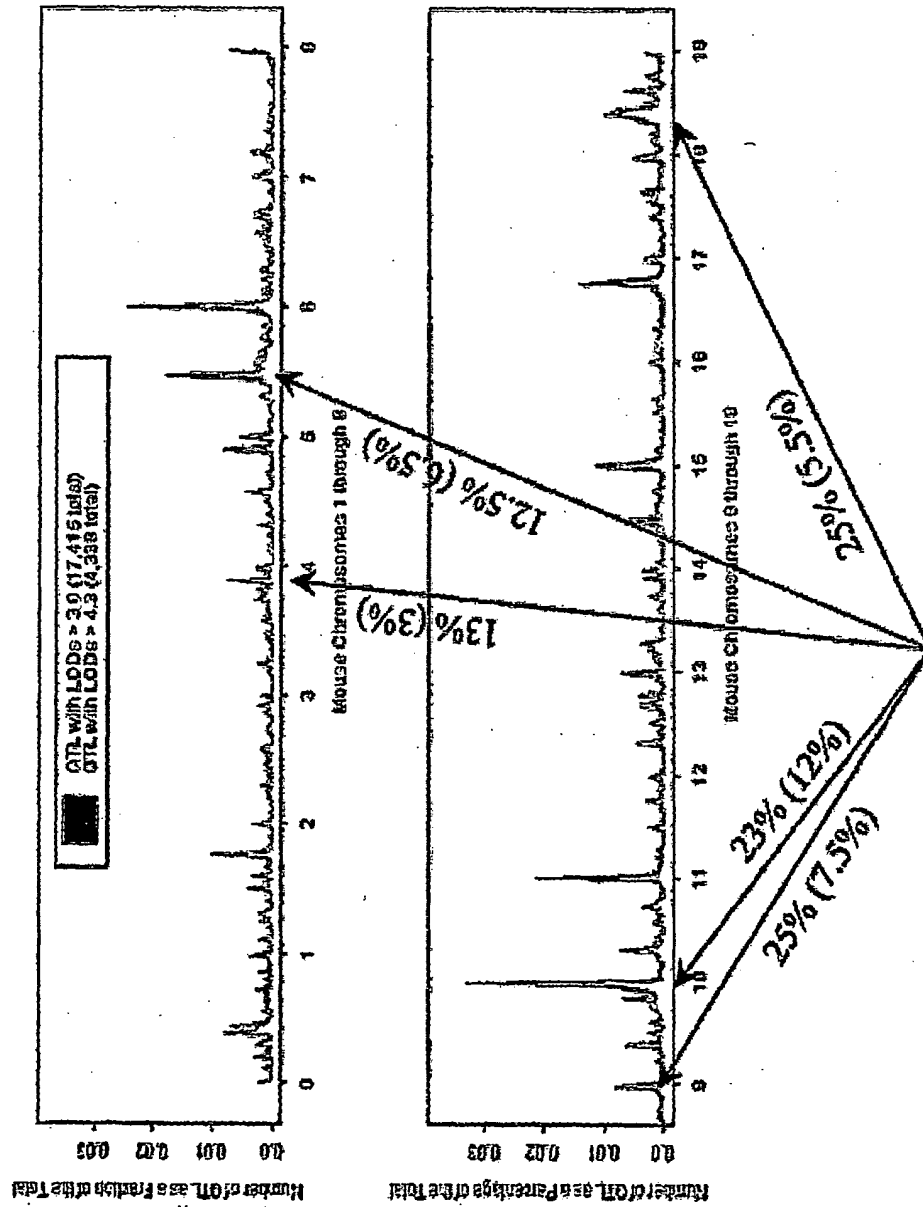 QTL with LODs > 3.0 (17,415 total)
QTL with LODs > 4.3 (4,339 total)
Number of QTL as a Fraction of the Total
0.03
0.02
0.01
0.0
0 1 2 3 4 5 6 7 8
Mouse Chromosomes 1 through 8
13% (3%)
12.5% (6.5%)
Number of QTL as a Percentage of the Total
0.03
0.02
0.01
0.0
9 10 11 12 13 14 15 16 17 18 19
Mouse Chromosomes 9 through 19
25% (7.5%)
23% (12%)
25% (5.5%)